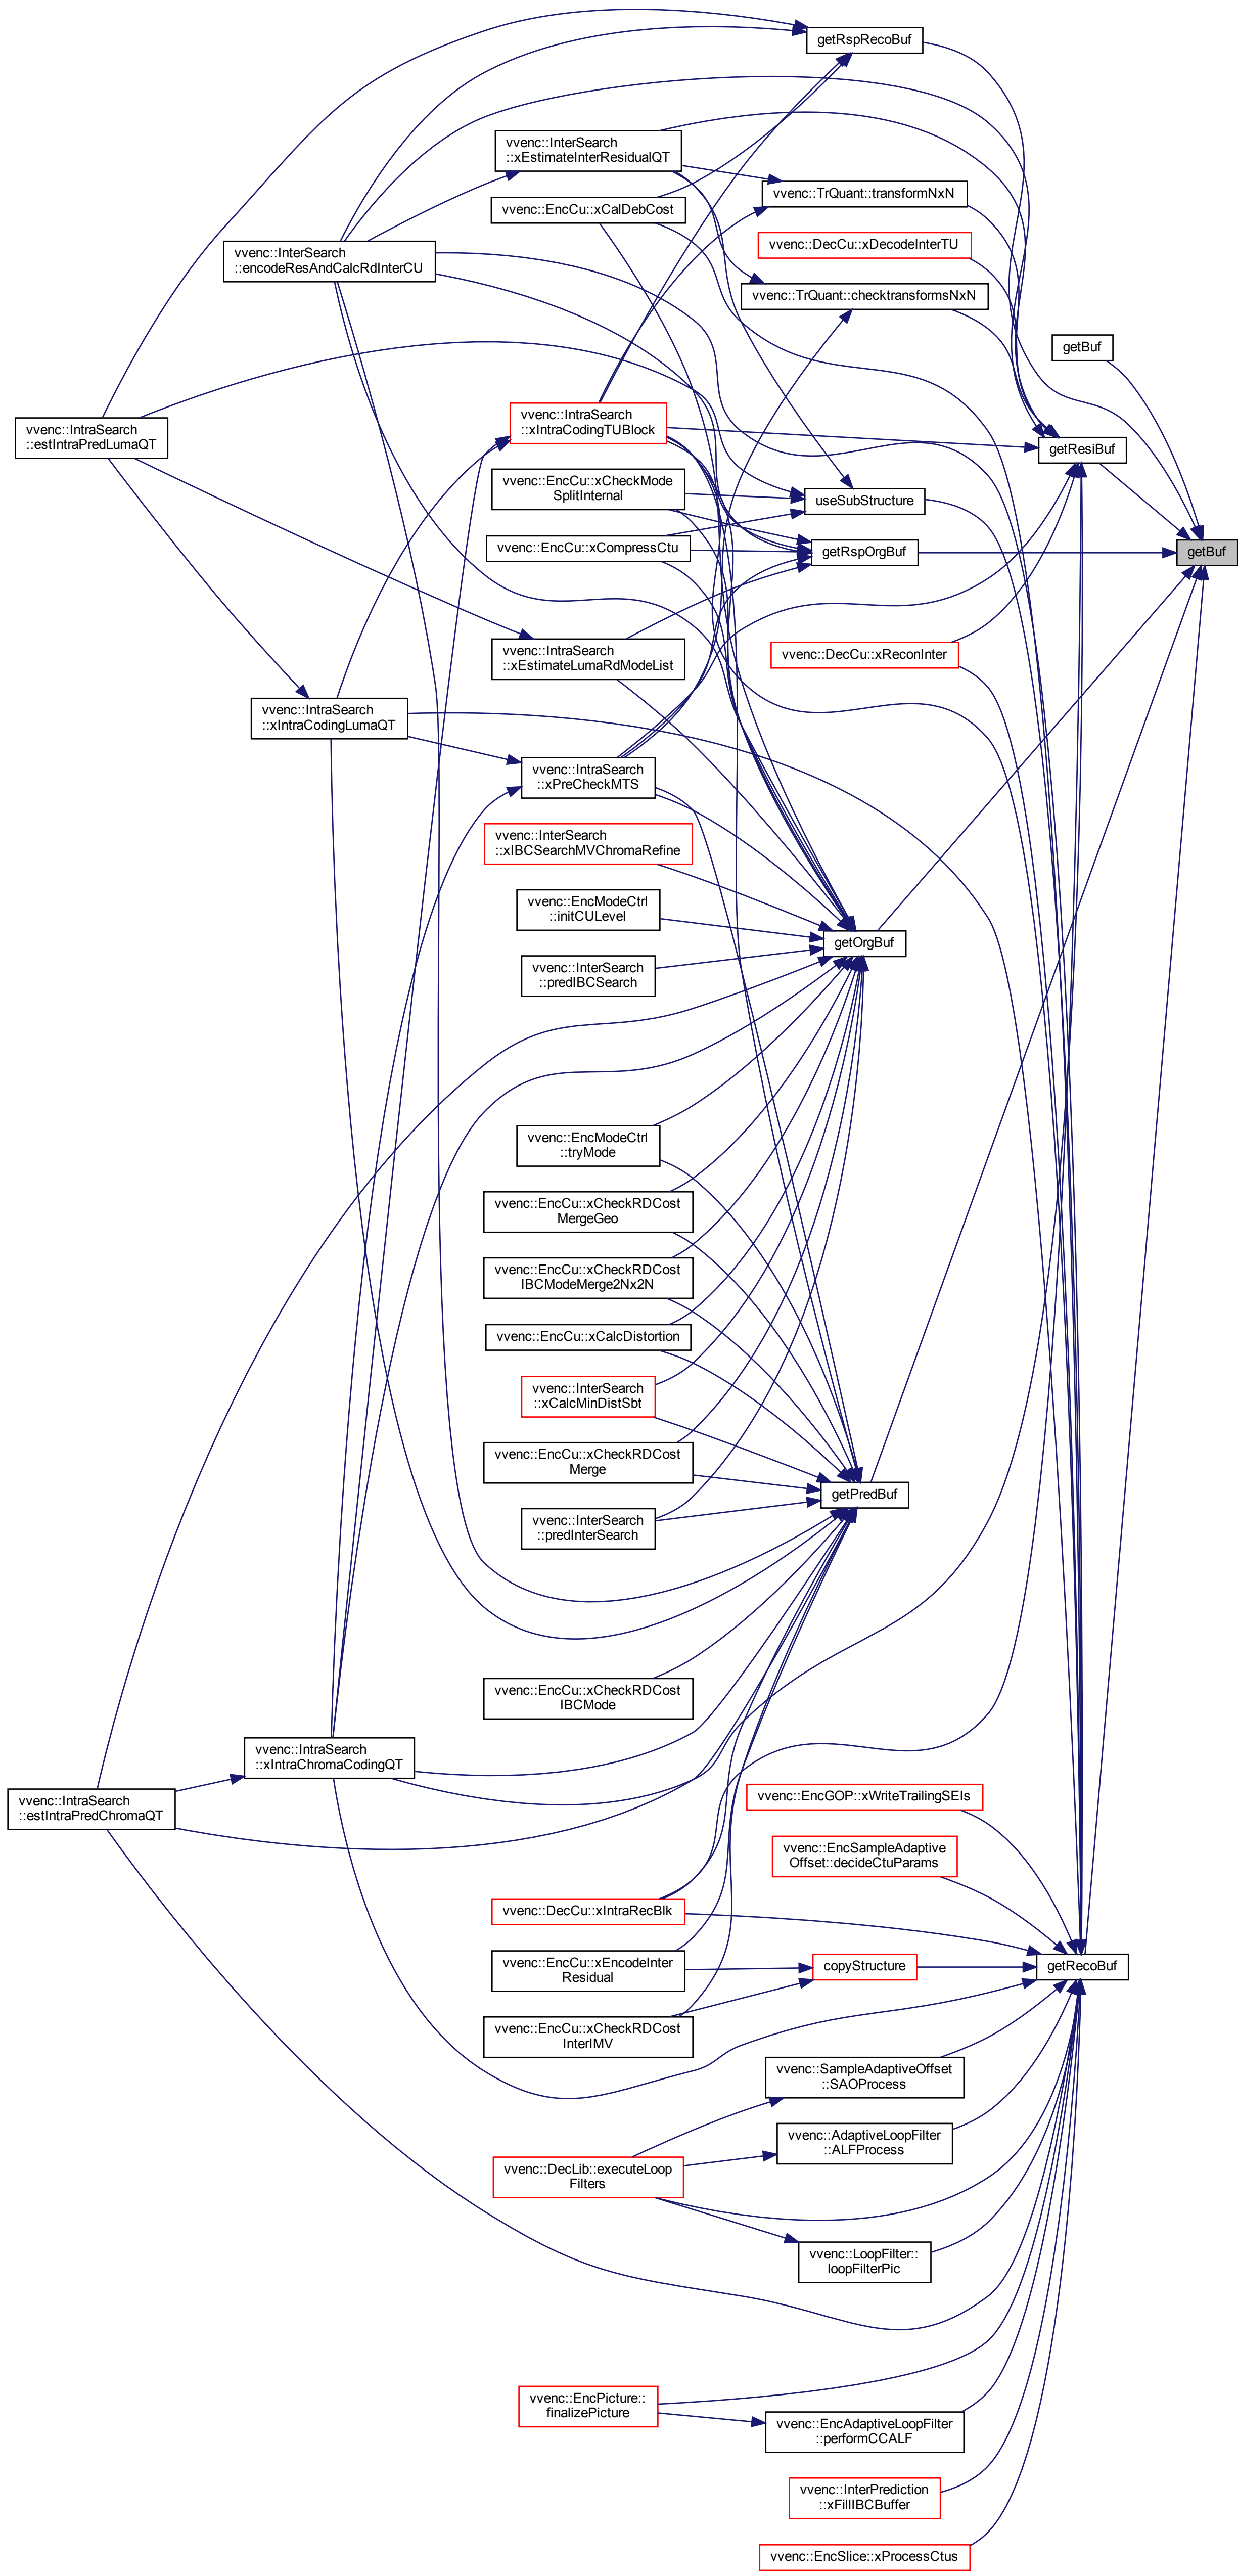 getRspRecoBuf
vvenc::InterSearch
::xEstimateInterResidualQT
vvenc::TrQuant::transformNxN
vvenc::EncCu::xCalDebCost
vvenc::DecCu::xDecodeInterTU
vvenc::InterSearch
::encodeResAndCalcRdInterCU
vvenc::TrQuant::checktransformsNxN
getBuf
vvenc::IntraSearch
::estIntraPredLumaQT
vvenc::IntraSearch
::xIntraCodingTUBlock
getResiBuf
vvenc::EncCu::xCheckMode
SplitInternal
useSubStructure
vvenc::EncCu::xCompressCtu
getRspOrgBuf
getBuf
vvenc::IntraSearch
::xEstimateLumaRdModeList
vvenc::DecCu::xReconInter
vvenc::IntraSearch
::xIntraCodingLumaQT
vvenc::IntraSearch
::xPreCheckMTS
vvenc::InterSearch
::xIBCSearchMVChromaRefine
vvenc::EncModeCtrl
::initCULevel
getOrgBuf
vvenc::InterSearch
::predIBCSearch
vvenc::EncModeCtrl
::tryMode
vvenc::EncCu::xCheckRDCost
MergeGeo
vvenc::EncCu::xCheckRDCost
IBCModeMerge2Nx2N
vvenc::EncCu::xCalcDistortion
vvenc::InterSearch
::xCalcMinDistSbt
vvenc::EncCu::xCheckRDCost
Merge
getPredBuf
vvenc::InterSearch
::predInterSearch
vvenc::EncCu::xCheckRDCost
IBCMode
vvenc::IntraSearch
::xIntraChromaCodingQT
vvenc::IntraSearch
::estIntraPredChromaQT
vvenc::EncGOP::xWriteTrailingSEIs
vvenc::EncSampleAdaptive
Offset::decideCtuParams
vvenc::DecCu::xIntraRecBlk
vvenc::EncCu::xEncodeInter
Residual
copyStructure
getRecoBuf
vvenc::EncCu::xCheckRDCost
InterIMV
vvenc::SampleAdaptiveOffset
::SAOProcess
vvenc::AdaptiveLoopFilter
::ALFProcess
vvenc::DecLib::executeLoop
Filters
vvenc::LoopFilter::
loopFilterPic
vvenc::EncPicture::
finalizePicture
vvenc::EncAdaptiveLoopFilter
::performCCALF
vvenc::InterPrediction
::xFillIBCBuffer
vvenc::EncSlice::xProcessCtus